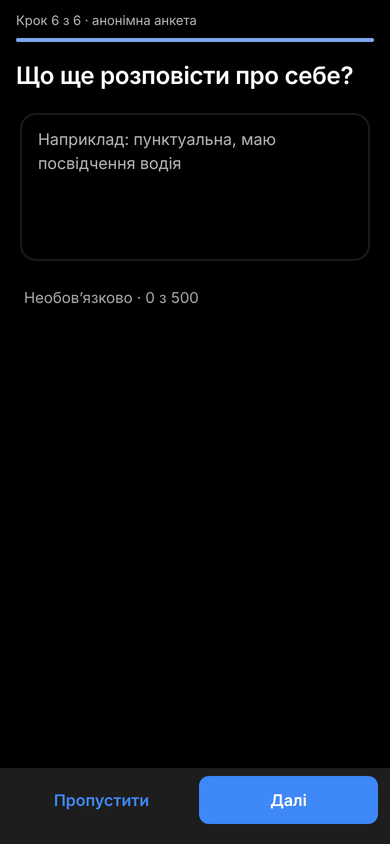 Крок 6 з 6 · анонімна анкета
Що ще розповісти про себе?
Наприклад: пунктуальна, маю
посвідчення водія
Необов’язково · 0 з 500
Пропустити
Далі